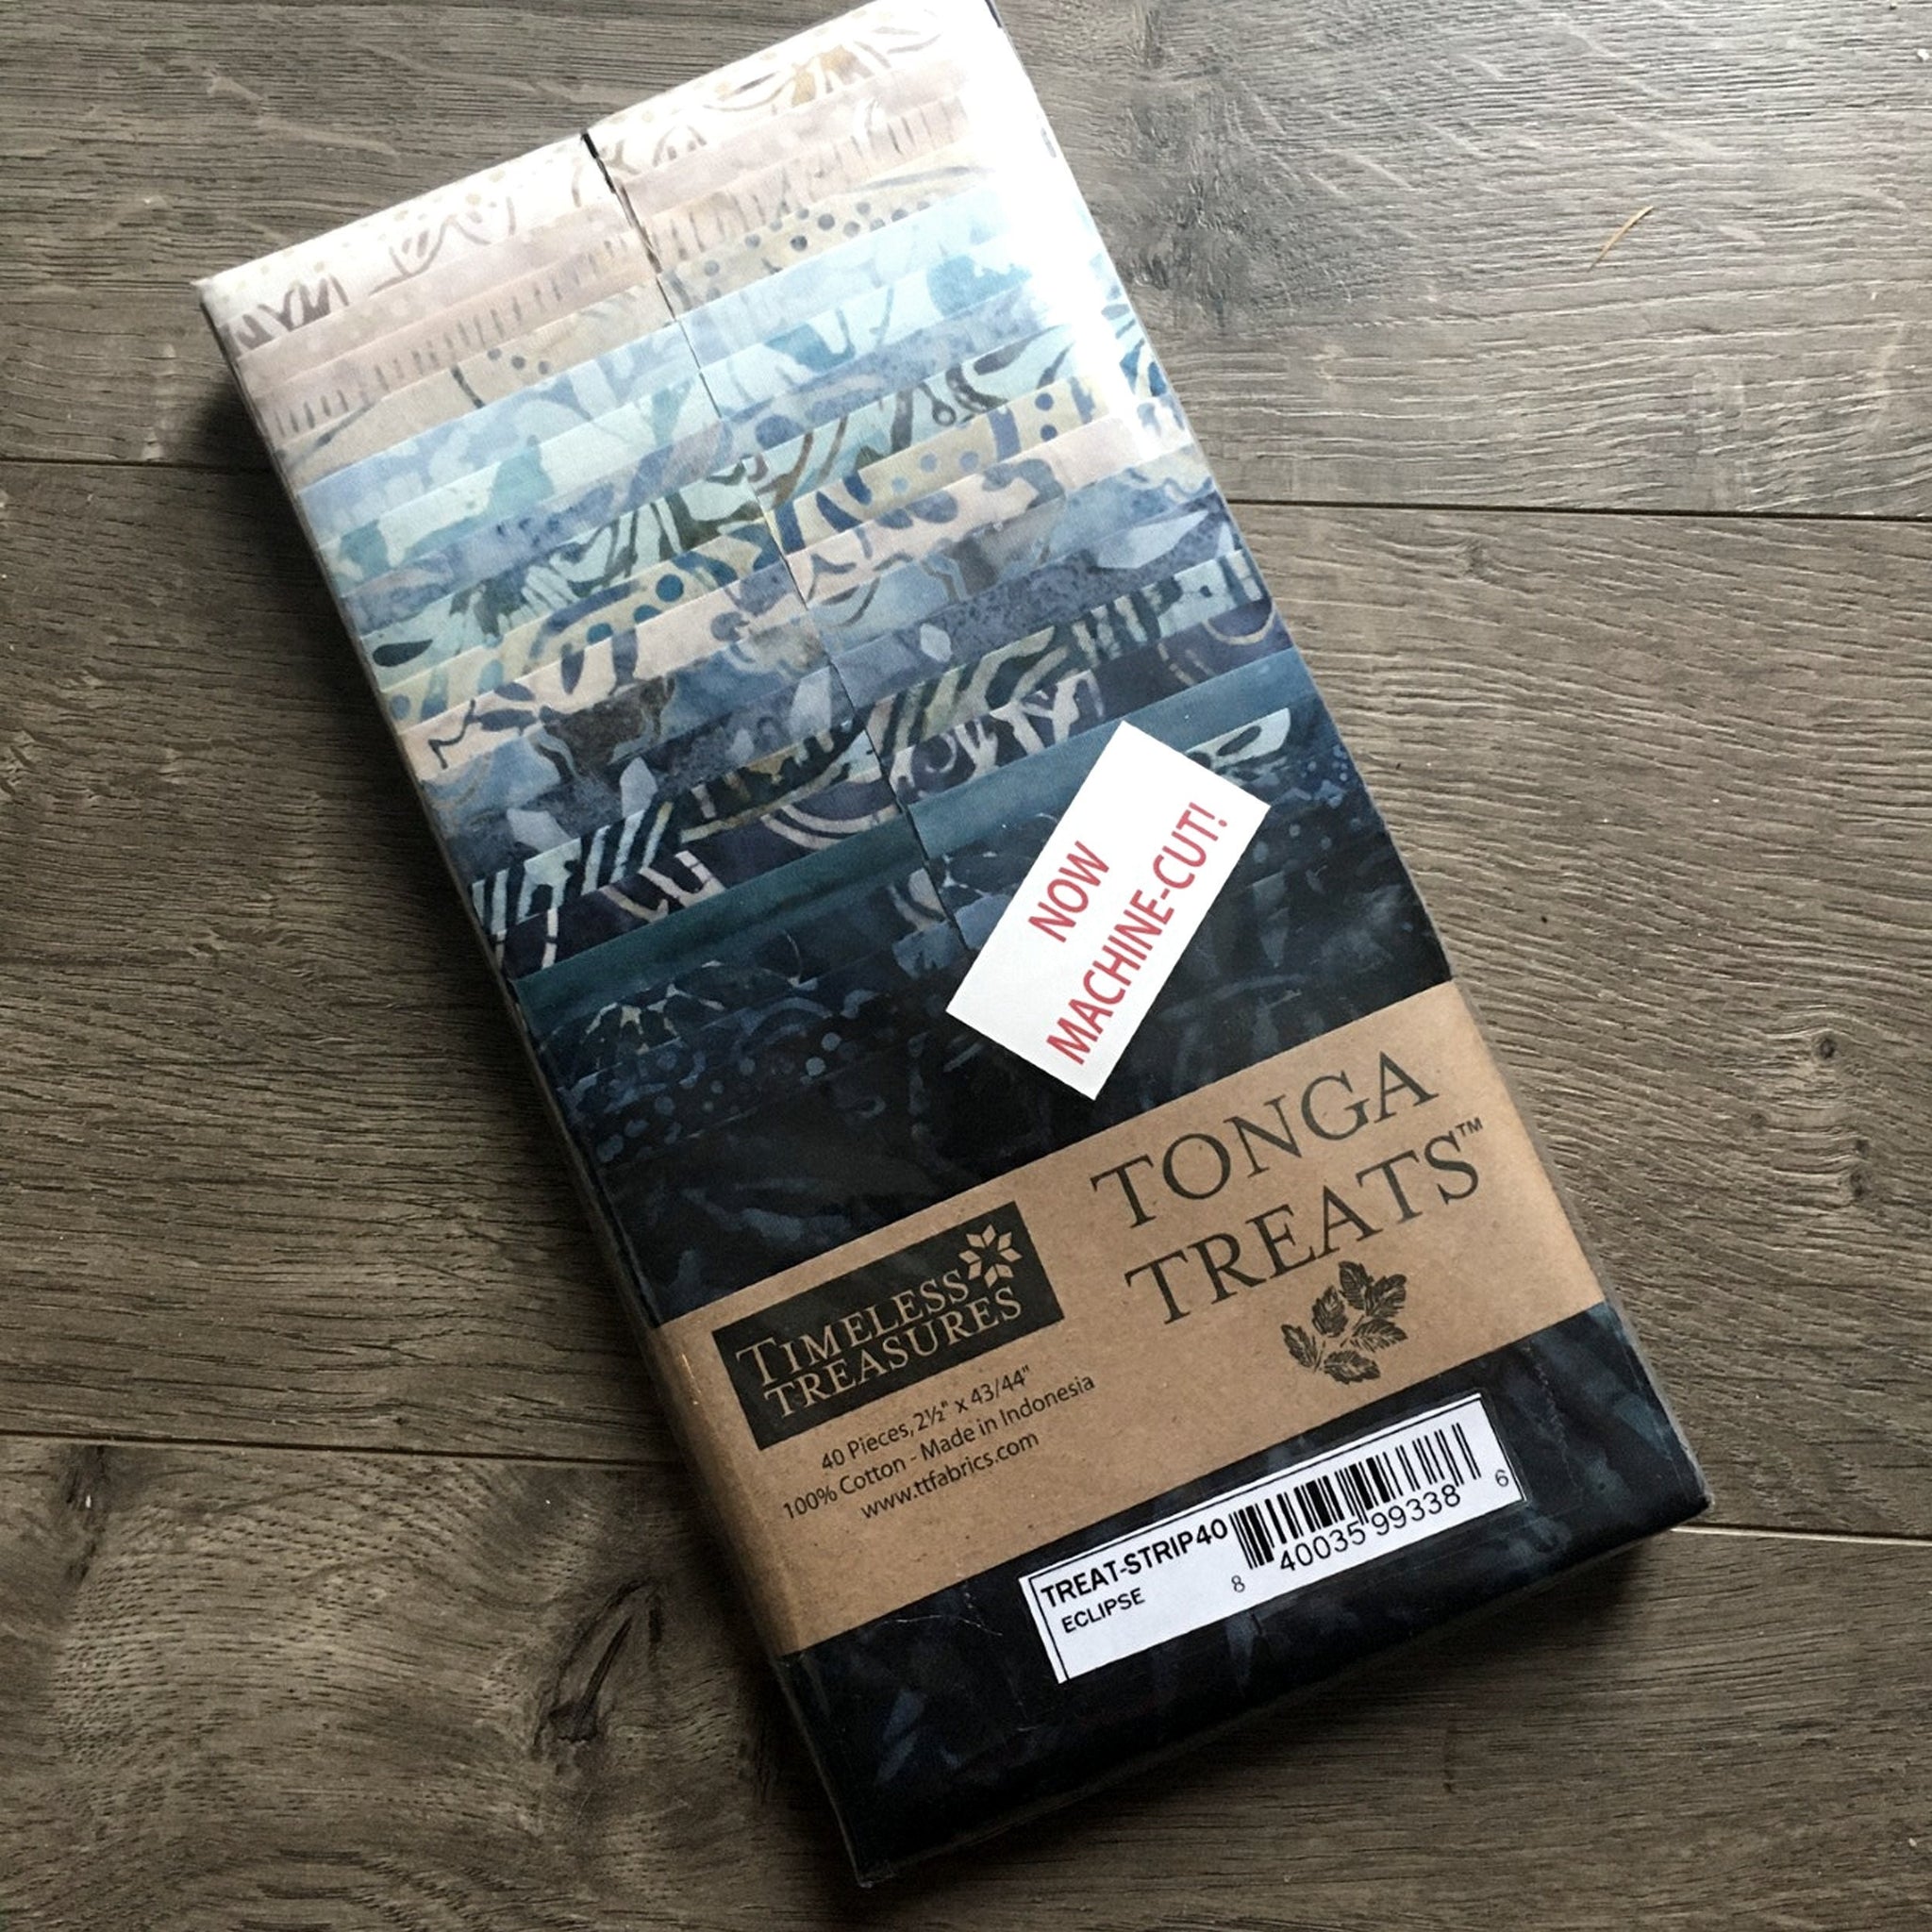 NOW
MACHINE-CUT!
TONGA
TREATS™
TIMELESS
TREASURES
40 Pieces, 2½" x 43/44"
100% Cotton - Made in Indonesia
www.ttfabrics.com
TREAT-STRIP40
ECLIPSE
8 40035 99338 6